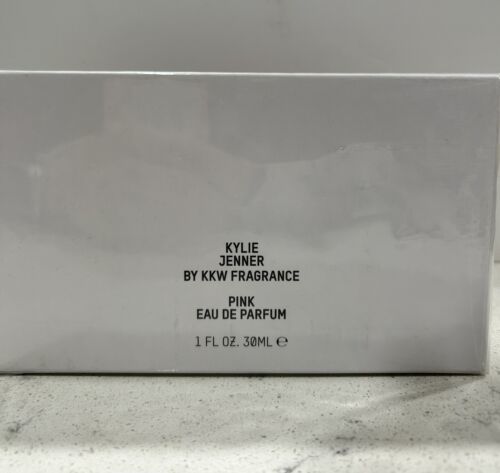 KYLIE
JENNER
BY KKW FRAGRANCE
PINK
EAU DE PARFUM
1 FL OZ. 30ML ℮